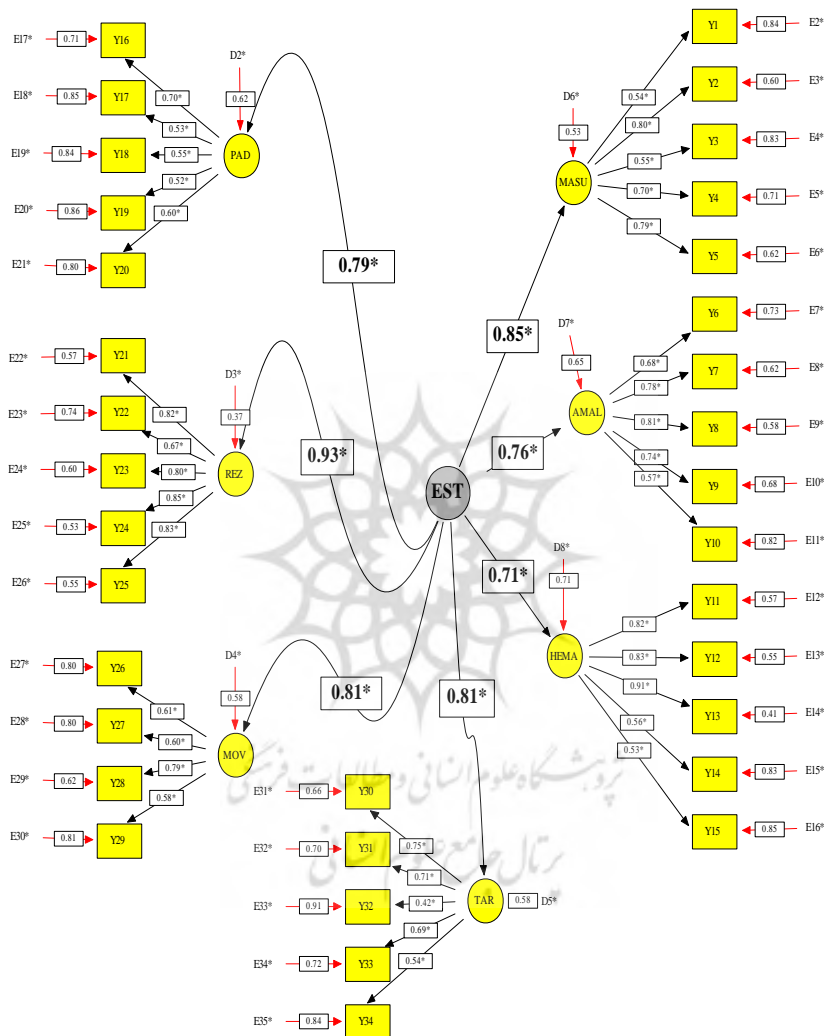 E17* 0.71 Y16
E18* 0.85 Y17
E19* 0.84 Y18
E20* 0.86 Y19
E21* 0.80 Y20
D2*
0.62
PAD
0.70*
0.53*
0.55*
0.52*
0.60*
0.79*
E22* 0.57 Y21
E23* 0.74 Y22
E24* 0.60 Y23
E25* 0.53 Y24
E26* 0.55 Y25
D3*
0.37
REZ
0.82*
0.67*
0.80*
0.85*
0.83*
0.93*
E27* 0.80 Y26
E28* 0.80 Y27
E29* 0.62 Y28
E30* 0.81 Y29
D4*
0.58
MOV
0.61*
0.60*
0.79*
0.58*
0.81*
E31* 0.66 Y30
E32* 0.70 Y31
E33* 0.91 Y32
E34* 0.72 Y33
E35* 0.84 Y34
0.75*
0.71*
0.42*
0.69*
0.54*
TAR 0.58 D5*
0.81*
EST
D6*
0.53
MASU
0.85*
0.54*
0.80*
0.55*
0.70*
0.79*
Y1 0.84 E2*
Y2 0.60 E3*
Y3 0.83 E4*
Y4 0.71 E5*
Y5 0.62 E6*
D7*
0.65
AMAL
0.76*
0.68*
0.78*
0.81*
0.74*
0.57*
Y6 0.73 E7*
Y7 0.62 E8*
Y8 0.58 E9*
Y9 0.68 E10*
Y10 0.82 E11*
D8*
0.71
HEMA
0.71*
0.82*
0.83*
0.91*
0.56*
0.53*
Y11 0.57 E12*
Y12 0.55 E13*
Y13 0.41 E14*
Y14 0.83 E15*
Y15 0.85 E16*
پژوهشگاه علوم انسانی و مطالعات فرهنگی
پرتال جامع علوم انسانی